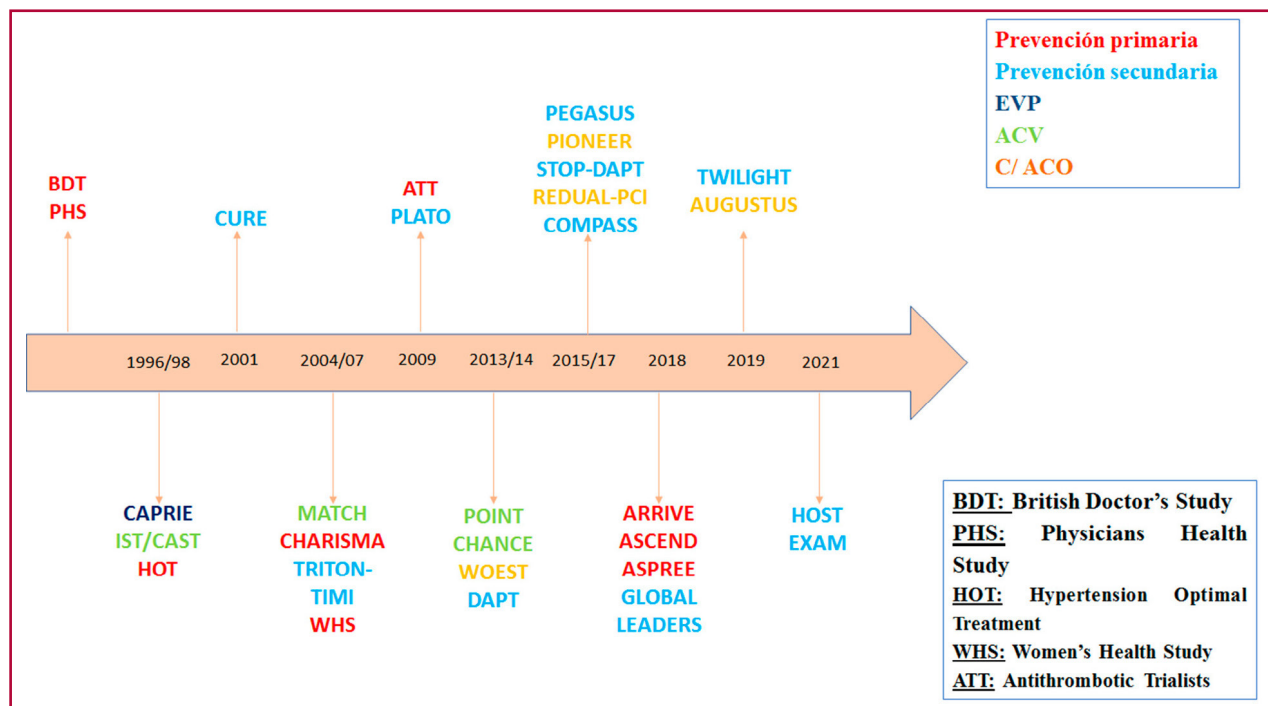 Prevención primaria
Prevención secundaria
EVP
ACV
C/ ACO
BDT
PHS
CURE
ATT
PLATO
PEGASUS
PIONEER
STOP-DAPT
REDUAL-PCI
COMPASS
TWILIGHT
AUGUSTUS
1996/98
2001
2004/07
2009
2013/14
2015/17
2018
2019
2021
CAPRIE
IST/CAST
HOT
MATCH
CHARISMA
TRITON-
TIMI
WHS
POINT
CHANCE
WOEST
DAPT
ARRIVE
ASCEND
ASPREE
GLOBAL
LEADERS
HOST
EXAM
BDT: British Doctor’s Study
PHS: Physicians Health
Study
HOT: Hypertension Optimal
Treatment
WHS: Women’s Health Study
ATT: Antithrombotic Trialists